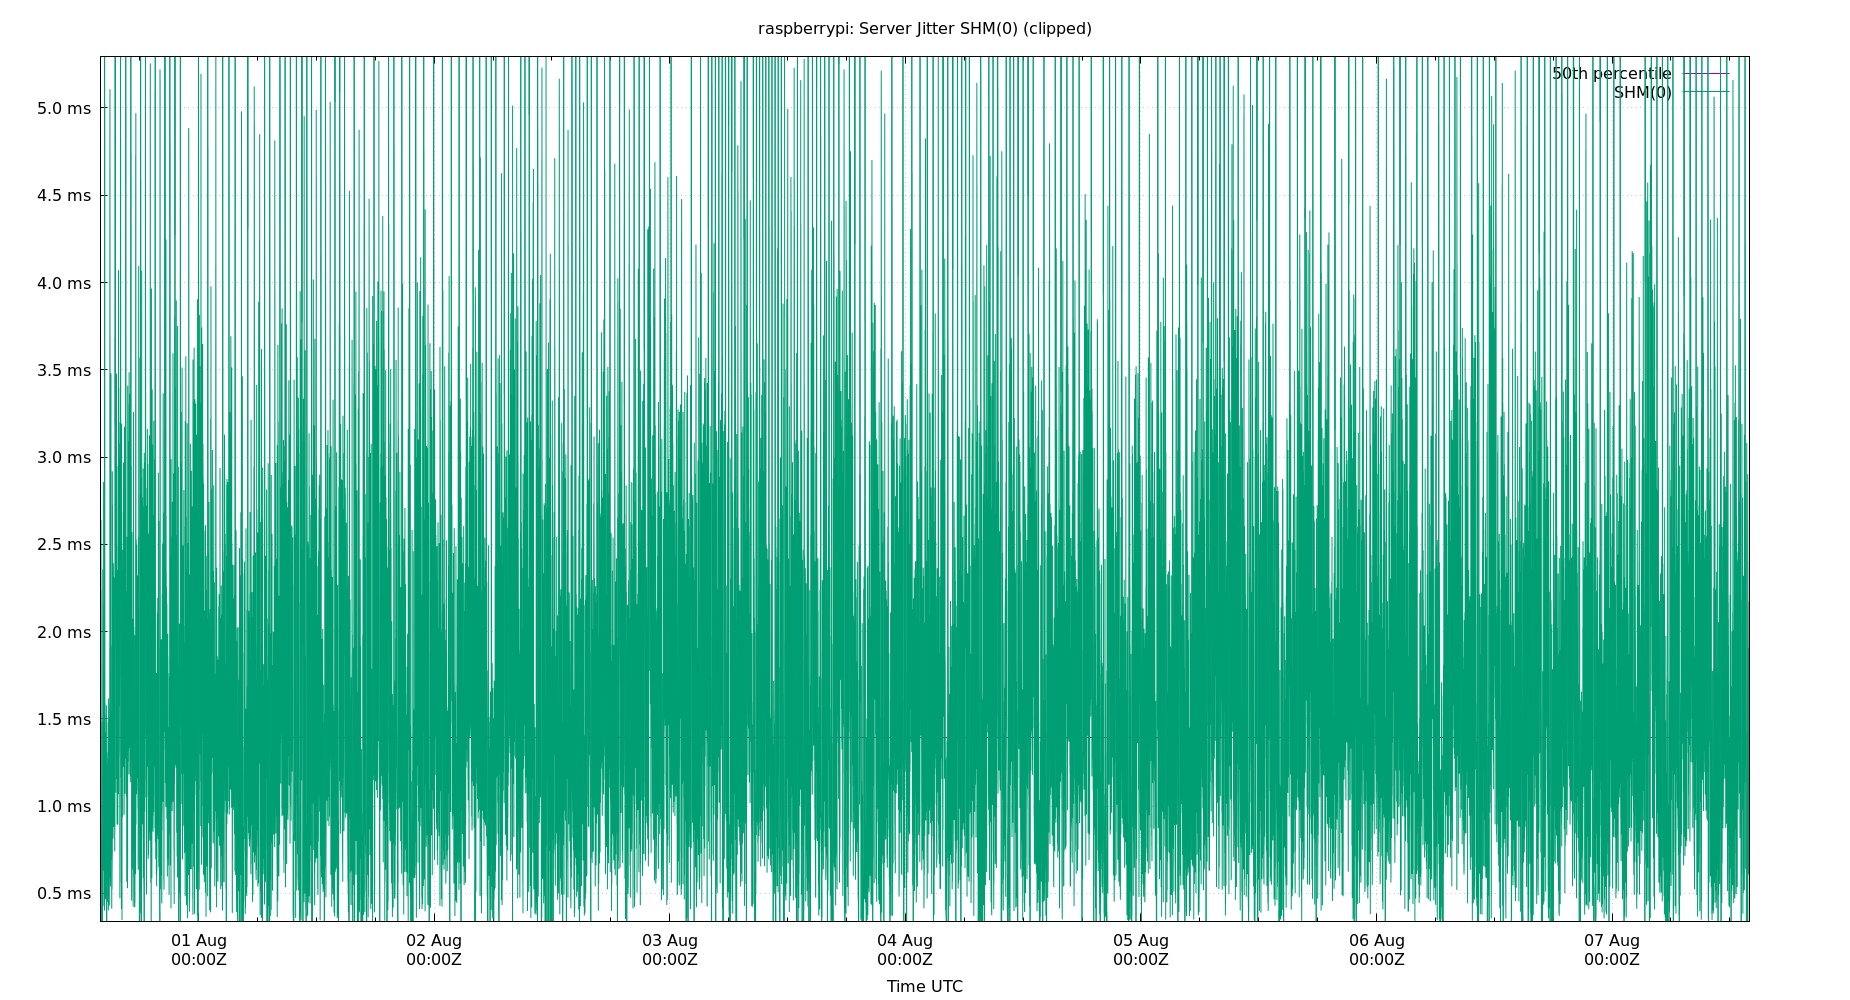 raspberrypi: Server Jitter SHM(0) (clipped)
50th percentile
SHM(0)
5.0 ms
4.5 ms
4.0 ms
3.5 ms
3.0 ms
2.5 ms
2.0 ms
1.5 ms
1.0 ms
0.5 ms
01 Aug 02 Aug 03 Aug 04 Aug 05 Aug 06 Aug 07 Aug
00:00Z 00:00Z 00:00Z 00:00Z 00:00Z 00:00Z 00:00Z
Time UTC